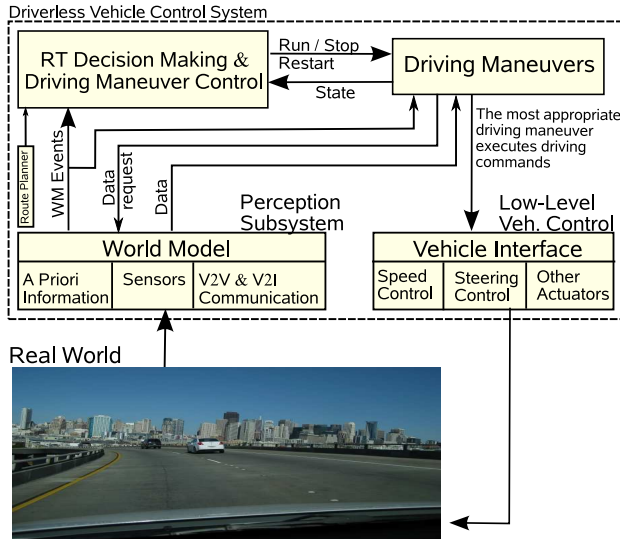 Driverless Vehicle Control System
RT Decision Making &
Driving Maneuver Control
Run / Stop
Restart
State
Driving Maneuvers
Route Planner
WM Events
Data
request
Data
The most appropriate
driving maneuver
executes driving
commands
Perception
Subsystem
Low-Level
Veh. Control
World Model
A Priori
Information
Sensors
V2V & V2I
Communication
Vehicle Interface
Speed
Control
Steering
Control
Other
Actuators
Real World